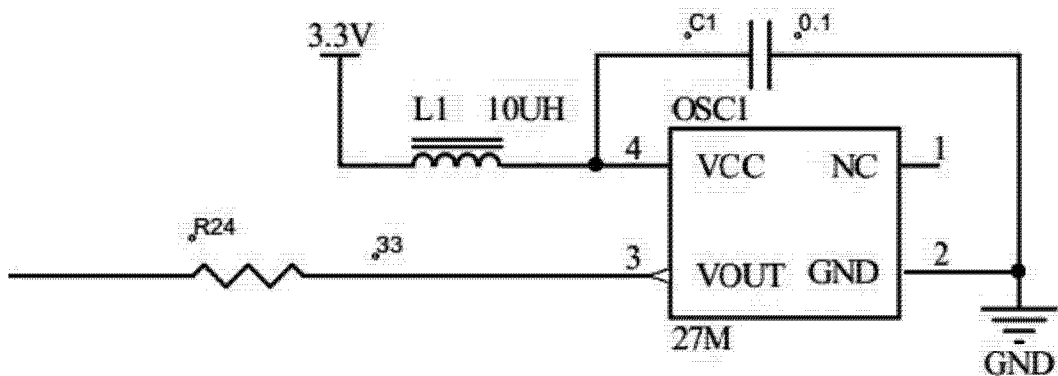 3.3V
C1 0.1
L1 10UH
OSC1
4 VCC NC 1
R24
33
3 VOUT GND 2
27M
GND